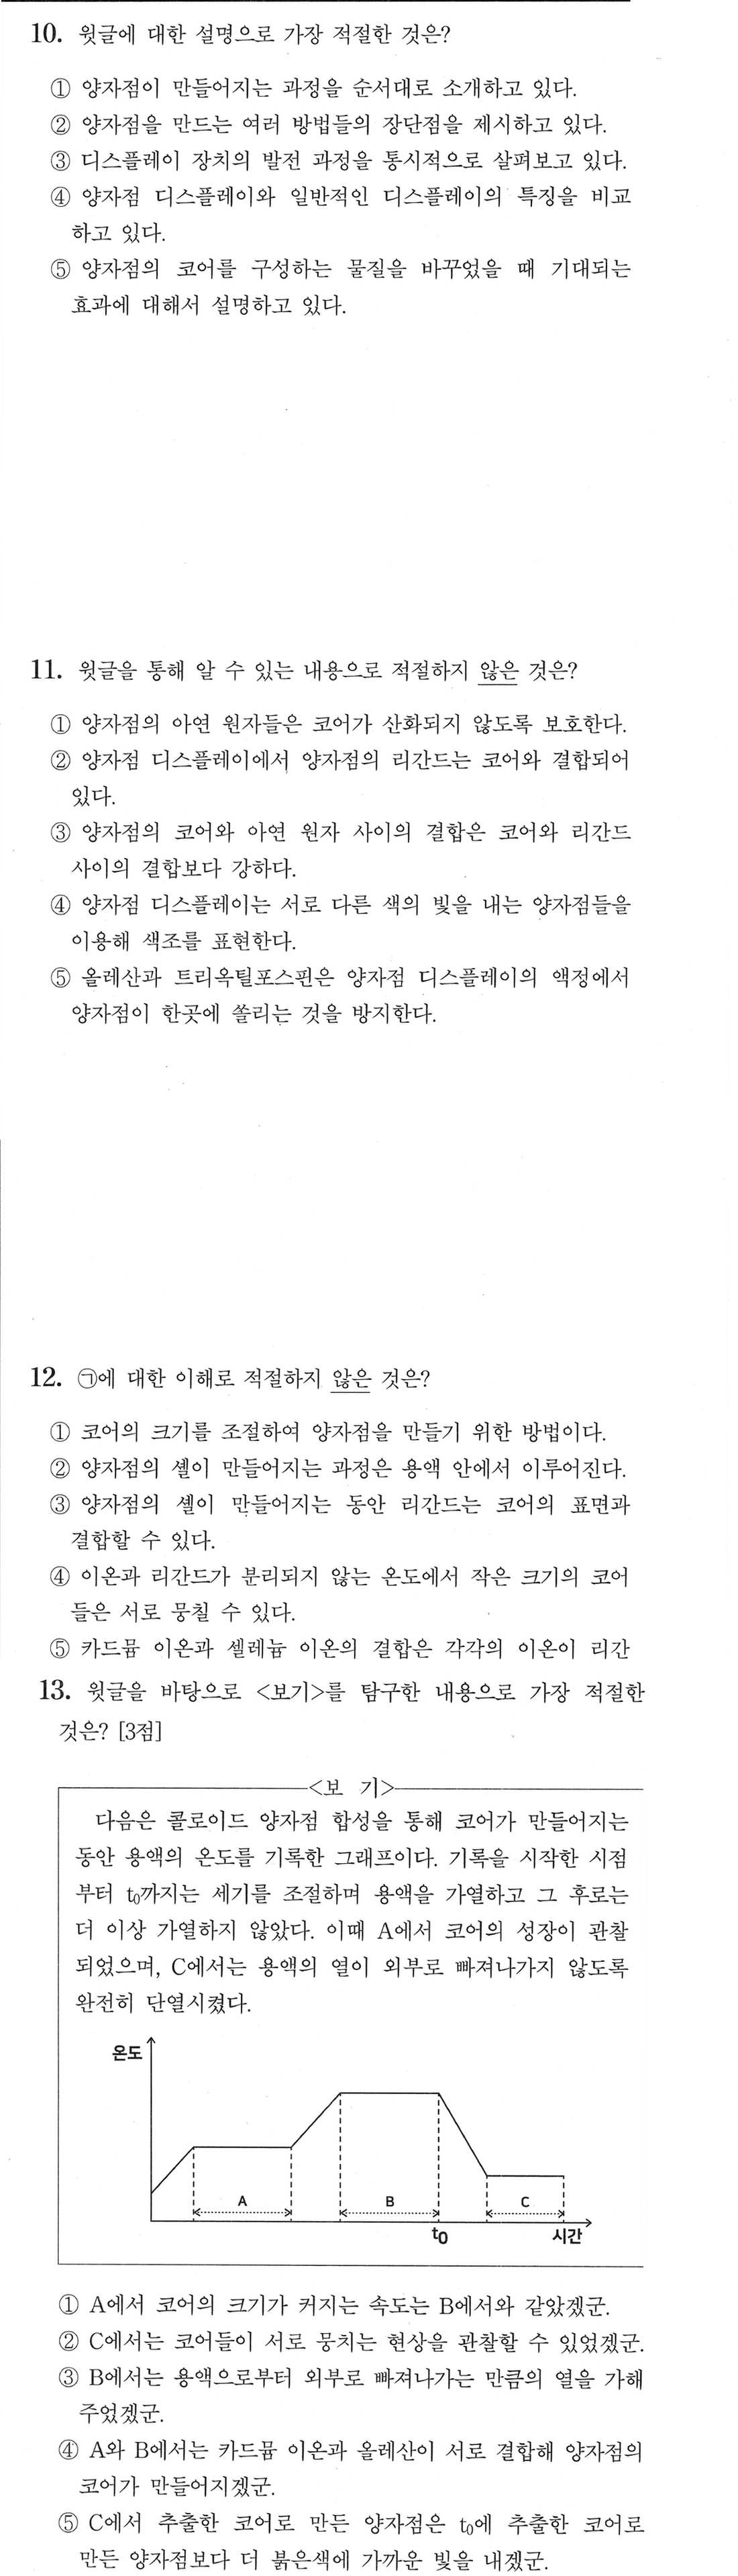 10. 윗글에 대한 설명으로 가장 적절한 것은?
① 양자점이 만들어지는 과정을 순서대로 소개하고 있다.
② 양자점을 만드는 여러 방법들의 장단점을 제시하고 있다.
③ 디스플레이 장치의 발전 과정을 통시적으로 살펴보고 있다.
④ 양자점 디스플레이와 일반적인 디스플레이의 특징을 비교
하고 있다.
⑤ 양자점의 코어를 구성하는 물질을 바꾸었을 때 기대되는
효과에 대해서 설명하고 있다.
11. 윗글을 통해 알 수 있는 내용으로 적절하지 않은 것은?
① 양자점의 아연 원자들은 코어가 산화되지 않도록 보호한다.
② 양자점 디스플레이에서 양자점의 리간드는 코어와 결합되어
있다.
③ 양자점의 코어와 아연 원자 사이의 결합은 코어와 리간드
사이의 결합보다 강하다.
④ 양자점 디스플레이는 서로 다른 색의 빛을 내는 양자점들을
이용해 색조를 표현한다.
⑤ 올레산과 트리옥틸포스핀은 양자점 디스플레이의 액정에서
양자점이 한곳에 쏠리는 것을 방지한다.
12. ㉠에 대한 이해로 적절하지 않은 것은?
① 코어의 크기를 조절하여 양자점을 만들기 위한 방법이다.
② 양자점의 셸이 만들어지는 과정은 용액 안에서 이루어진다.
③ 양자점의 셸이 만들어지는 동안 리간드는 코어의 표면과
결합할 수 있다.
④ 이온과 리간드가 분리되지 않는 온도에서 작은 크기의 코어
들은 서로 뭉칠 수 있다.
⑤ 카드뮴 이온과 셀레늄 이온의 결합은 각각의 이온이 리간
13. 윗글을 바탕으로 <보기>를 탐구한 내용으로 가장 적절한
것은? [3점]
<보 기>
다음은 콜로이드 양자점 합성을 통해 코어가 만들어지는
동안 용액의 온도를 기록한 그래프이다. 기록을 시작한 시점
부터 t0까지는 세기를 조절하며 용액을 가열하고 그 후로는
더 이상 가열하지 않았다. 이때 A에서 코어의 성장이 관찰
되었으며, C에서는 용액의 열이 외부로 빠져나가지 않도록
완전히 단열시켰다.
온도
A B C
t0 시간
① A에서 코어의 크기가 커지는 속도는 B에서와 같았겠군.
② C에서는 코어들이 서로 뭉치는 현상을 관찰할 수 있었겠군.
③ B에서는 용액으로부터 외부로 빠져나가는 만큼의 열을 가해
주었겠군.
④ A와 B에서는 카드뮴 이온과 올레산이 서로 결합해 양자점의
코어가 만들어지겠군.
⑤ C에서 추출한 코어로 만든 양자점은 t0에 추출한 코어로
만든 양자점보다 더 붉은색에 가까운 빛을 내겠군.